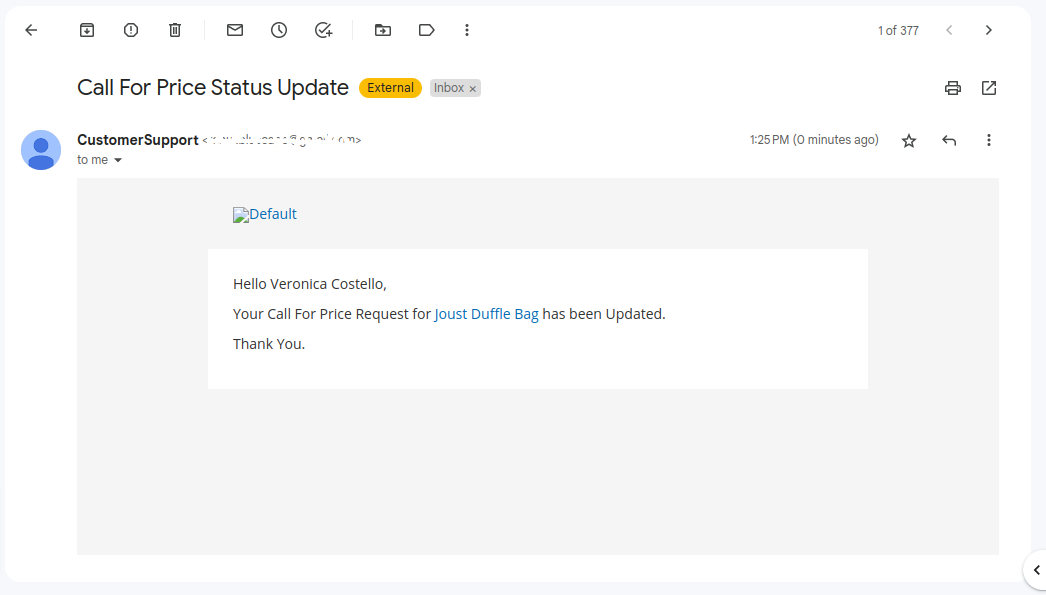 1 of 377
Call For Price Status Update External Inbox ×
CustomerSupport
1:25 PM (0 minutes ago)
to me
Default
Hello Veronica Costello,
Your Call For Price Request for Joust Duffle Bag has been Updated.
Thank You.